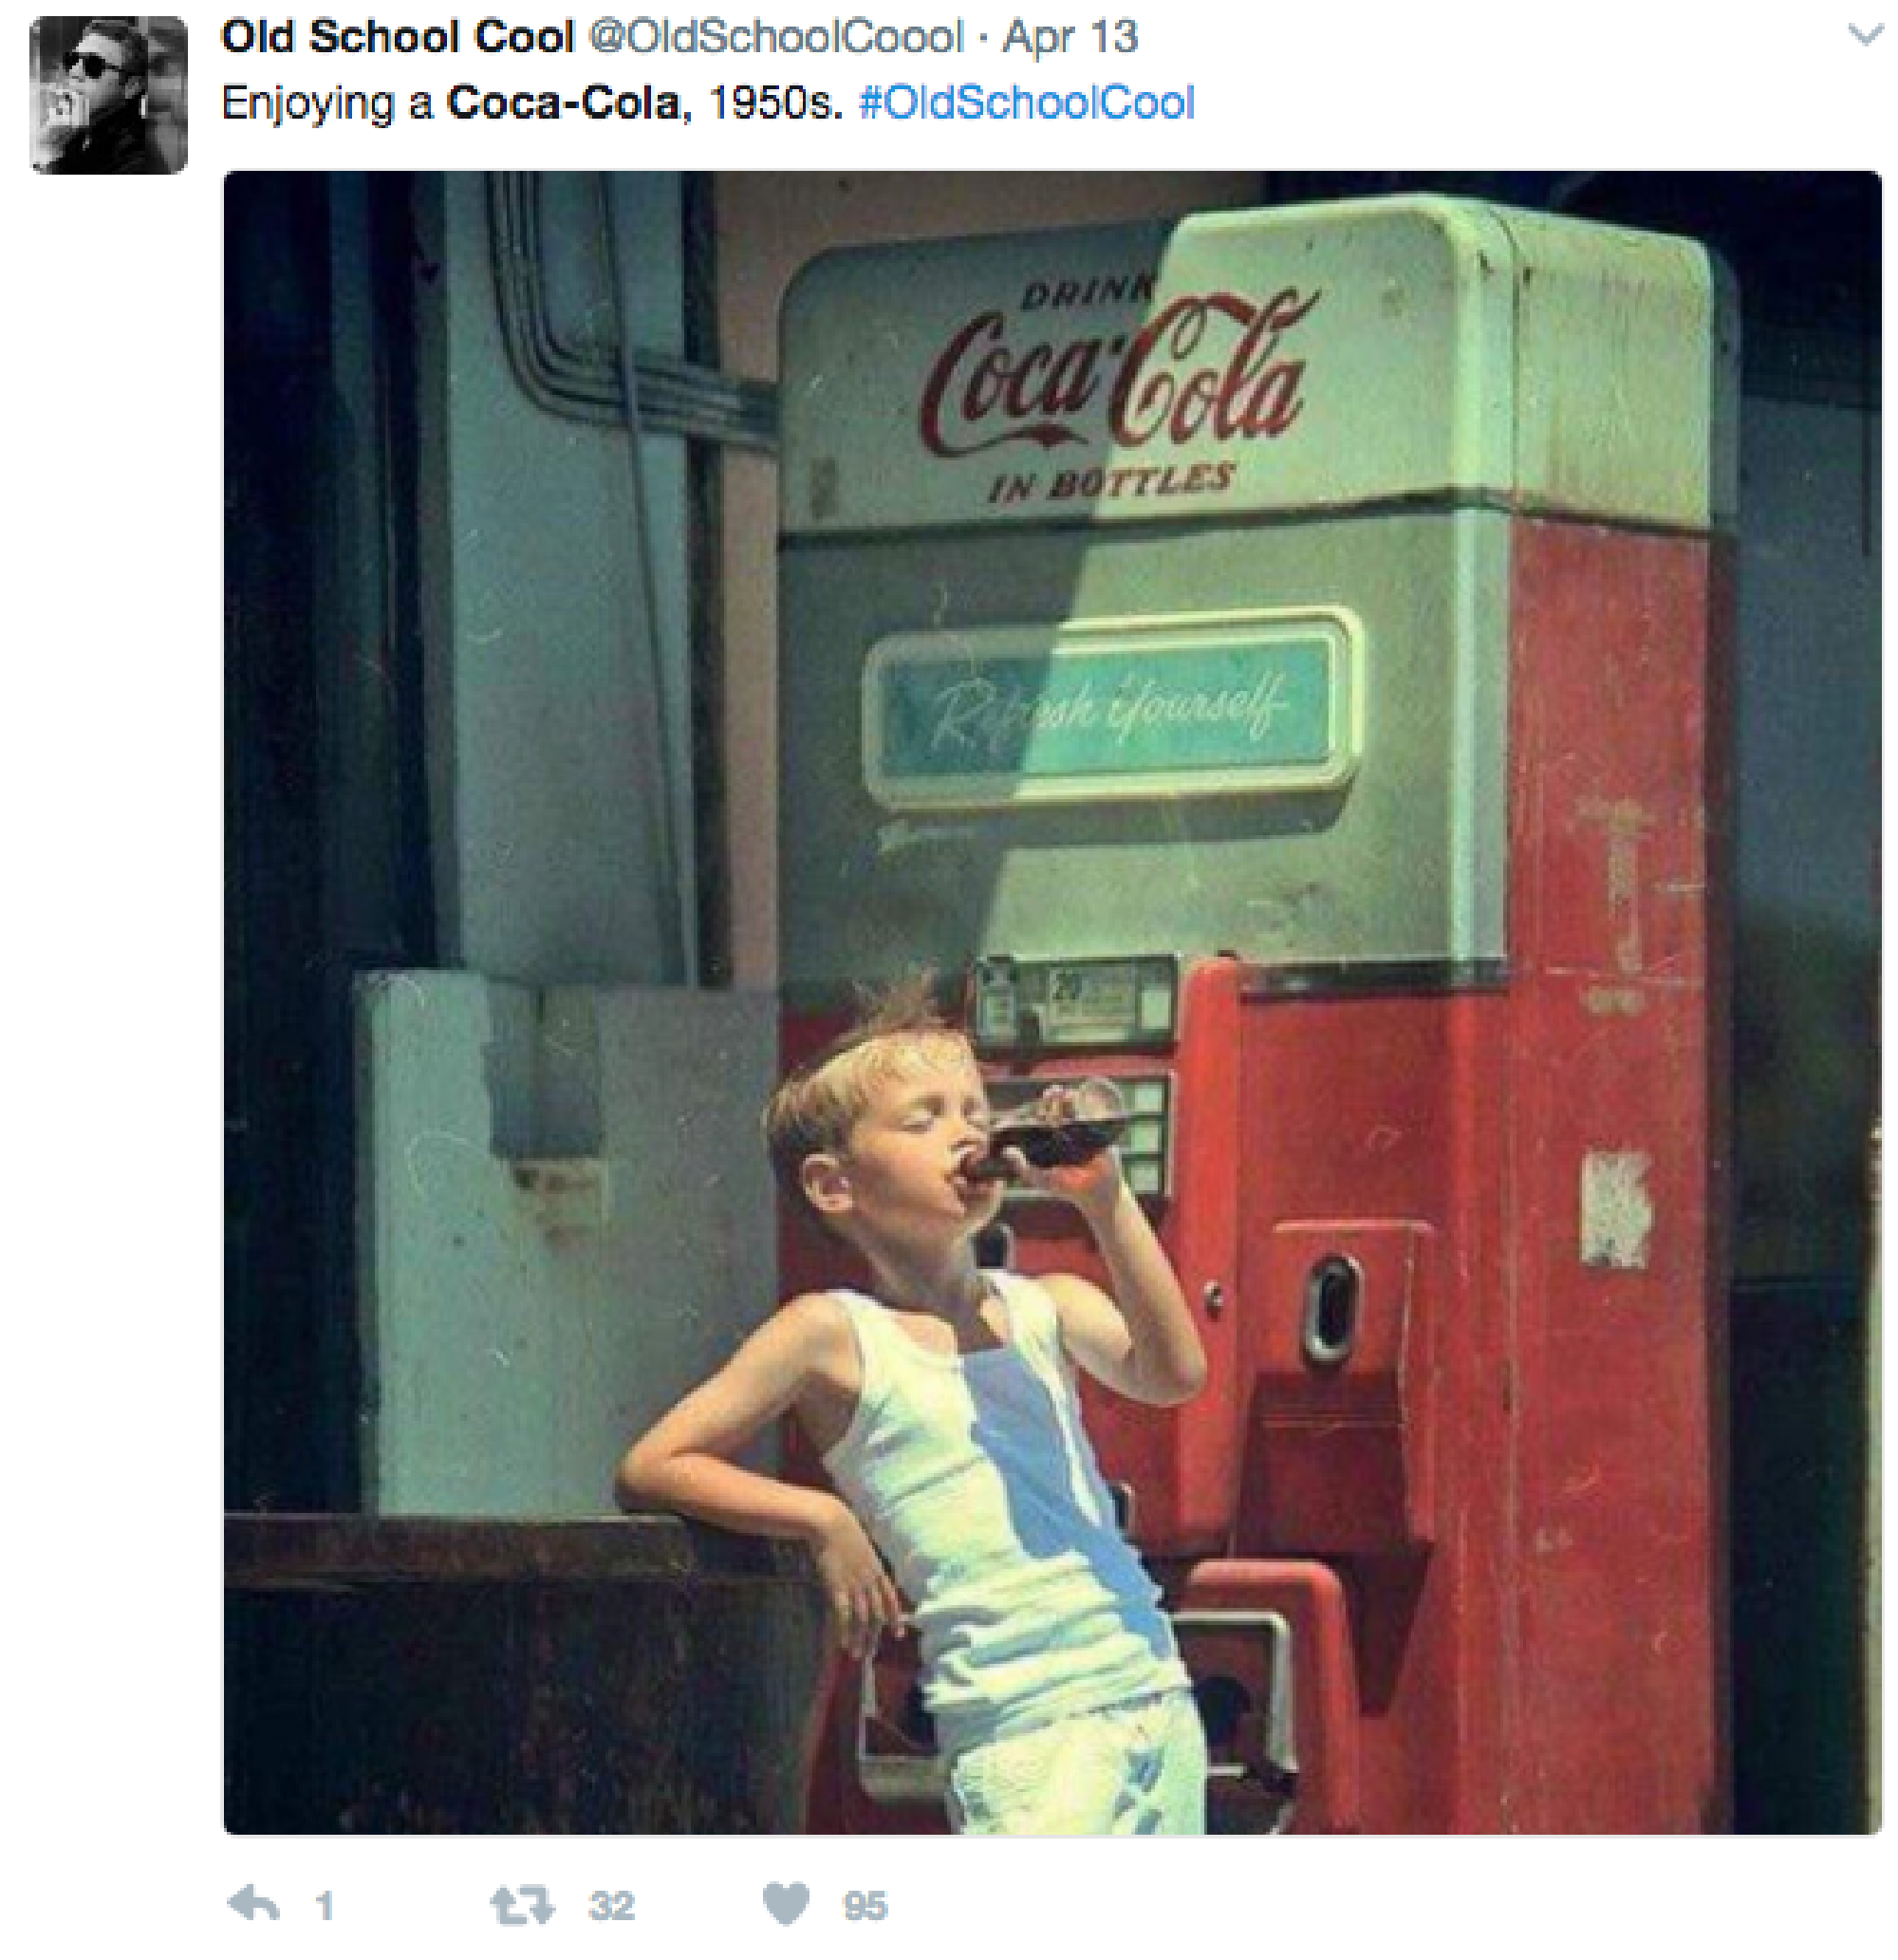 Old School Cool @OldSchoolCoool · Apr 13
Enjoying a Coca-Cola, 1950s. #OldSchoolCool
DRINK
Coca-Cola
IN BOTTLES
Refresh Yourself
20
1 32 95